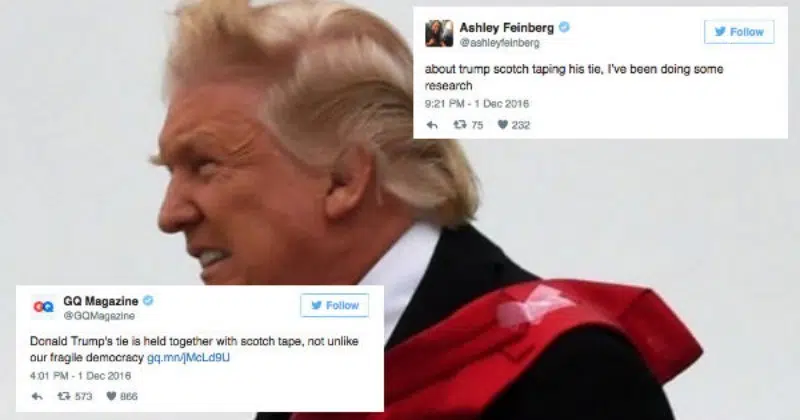 Ashley Feinberg
@ashleyfeinberg
Follow
about trump scotch taping his tie, I've been doing some
research
9:21 PM - 1 Dec 2016
75 232
GQ GQ Magazine
@GQMagazine
Follow
Donald Trump's tie is held together with scotch tape, not unlike
our fragile democracy gq.mn/jMcLd9U
4:01 PM - 1 Dec 2016
573 866